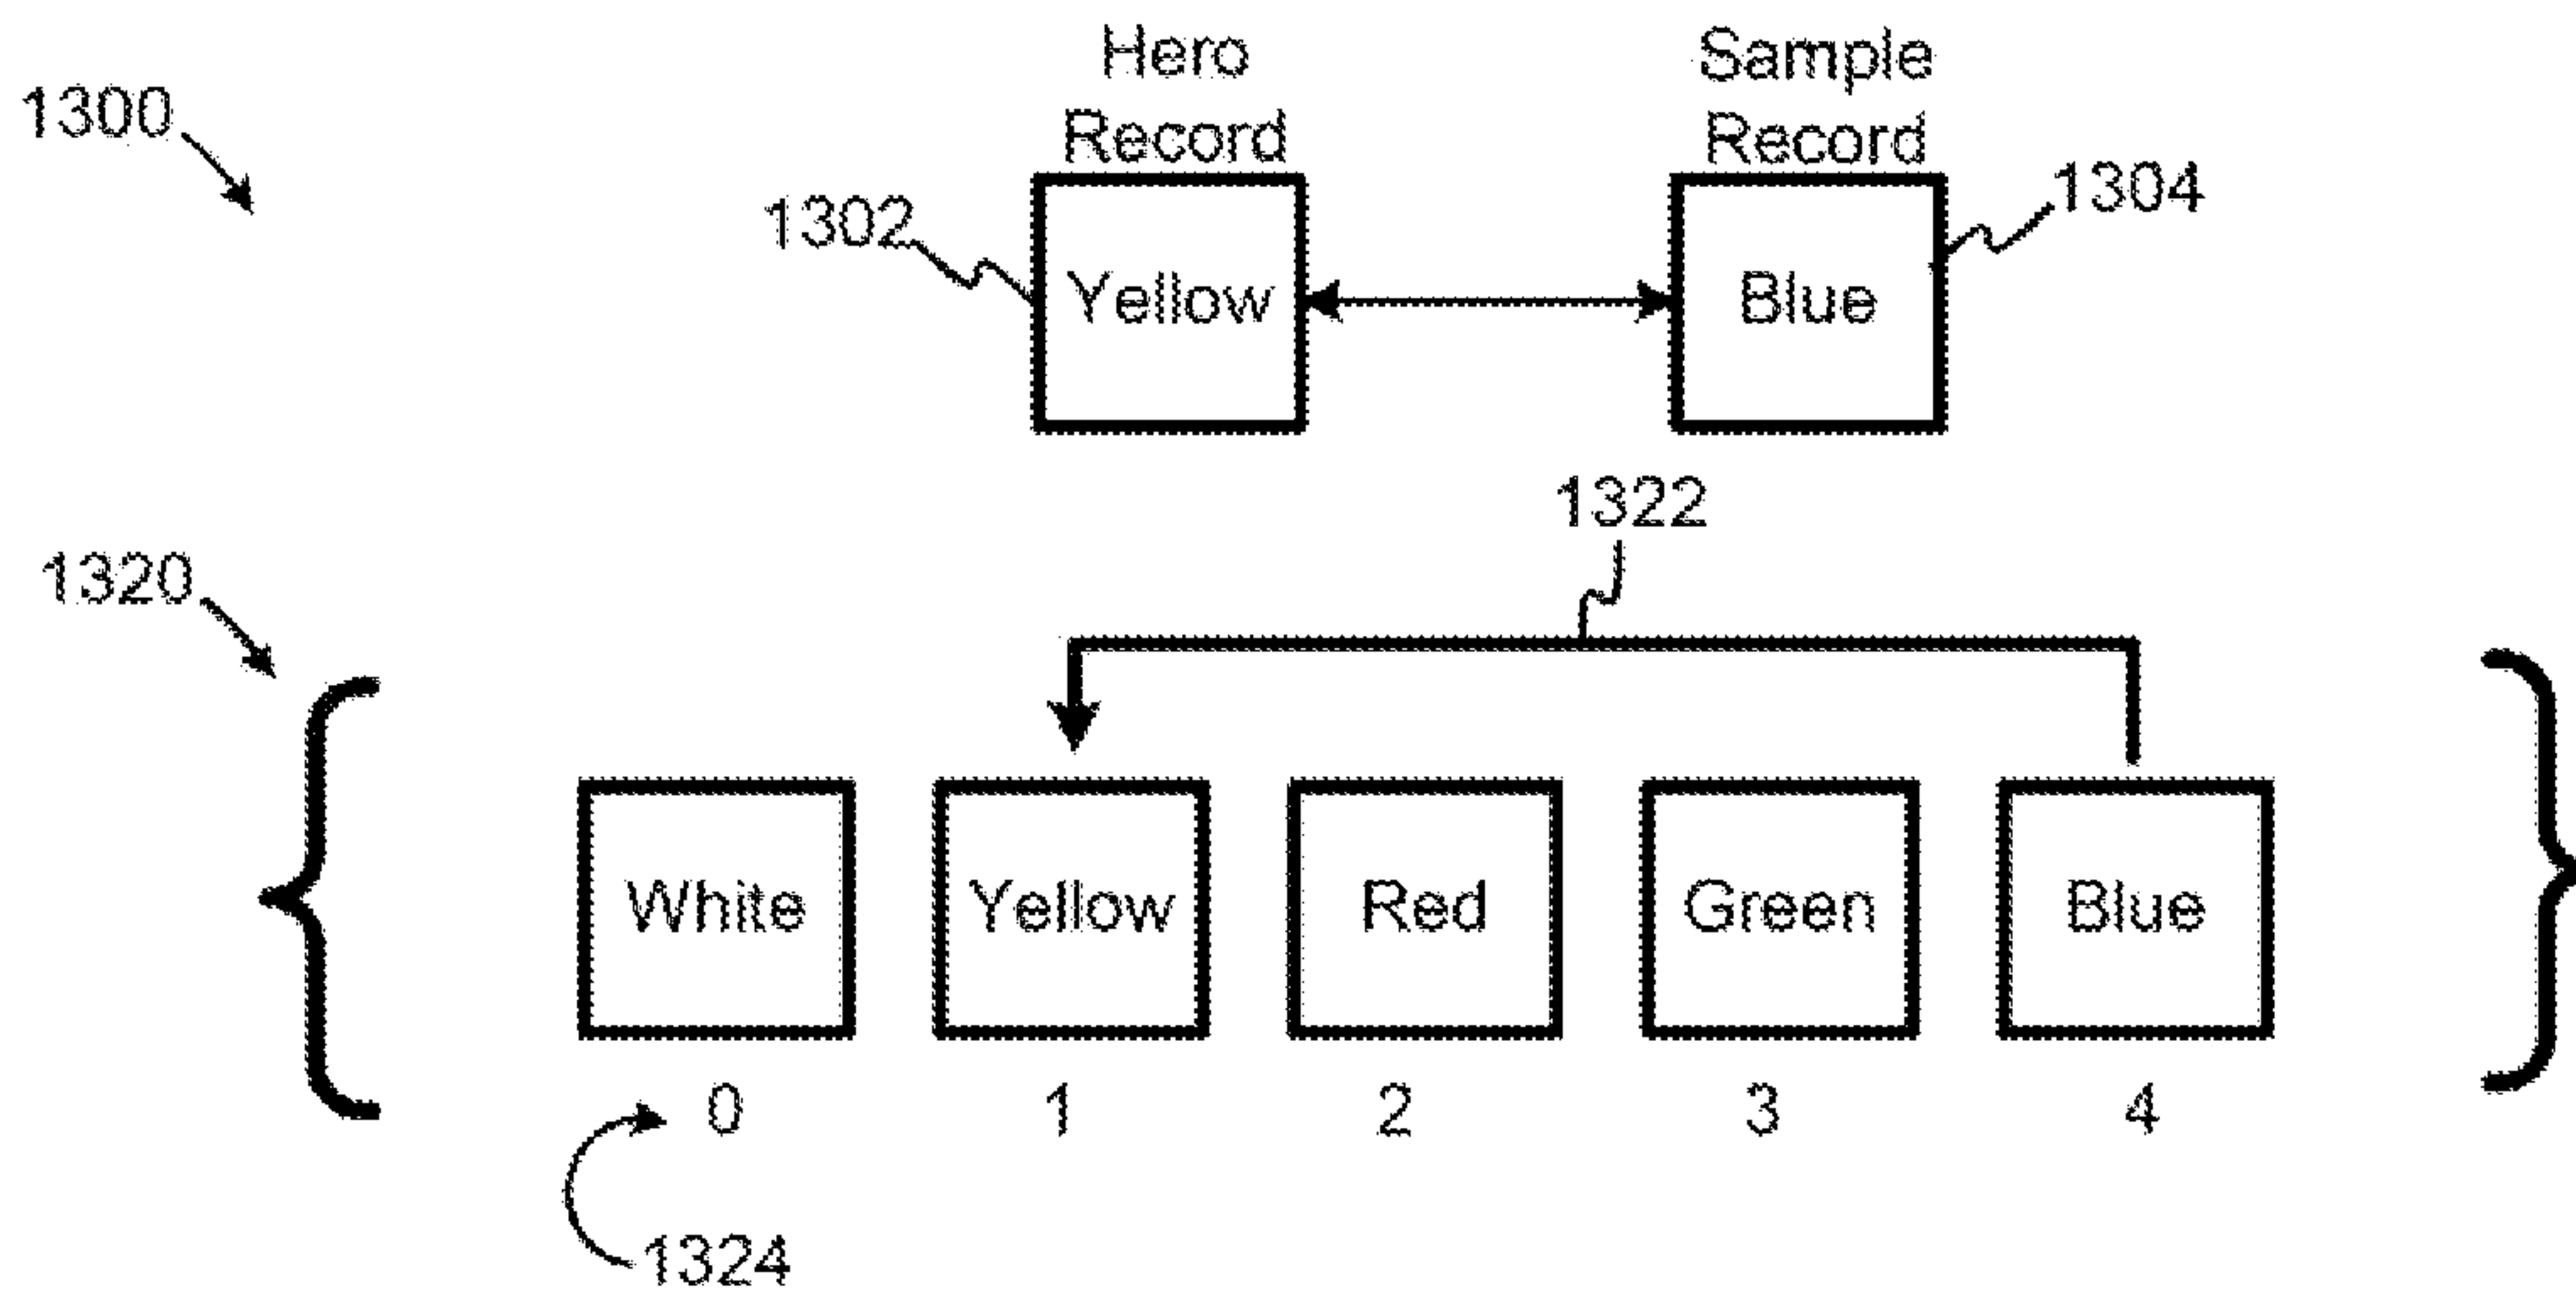 Hero
Record
Sample
Record
1300
1302
Yellow
Blue
1304
1322
1320
White
Yellow
Red
Green
Blue
0
1
2
3
4
1324